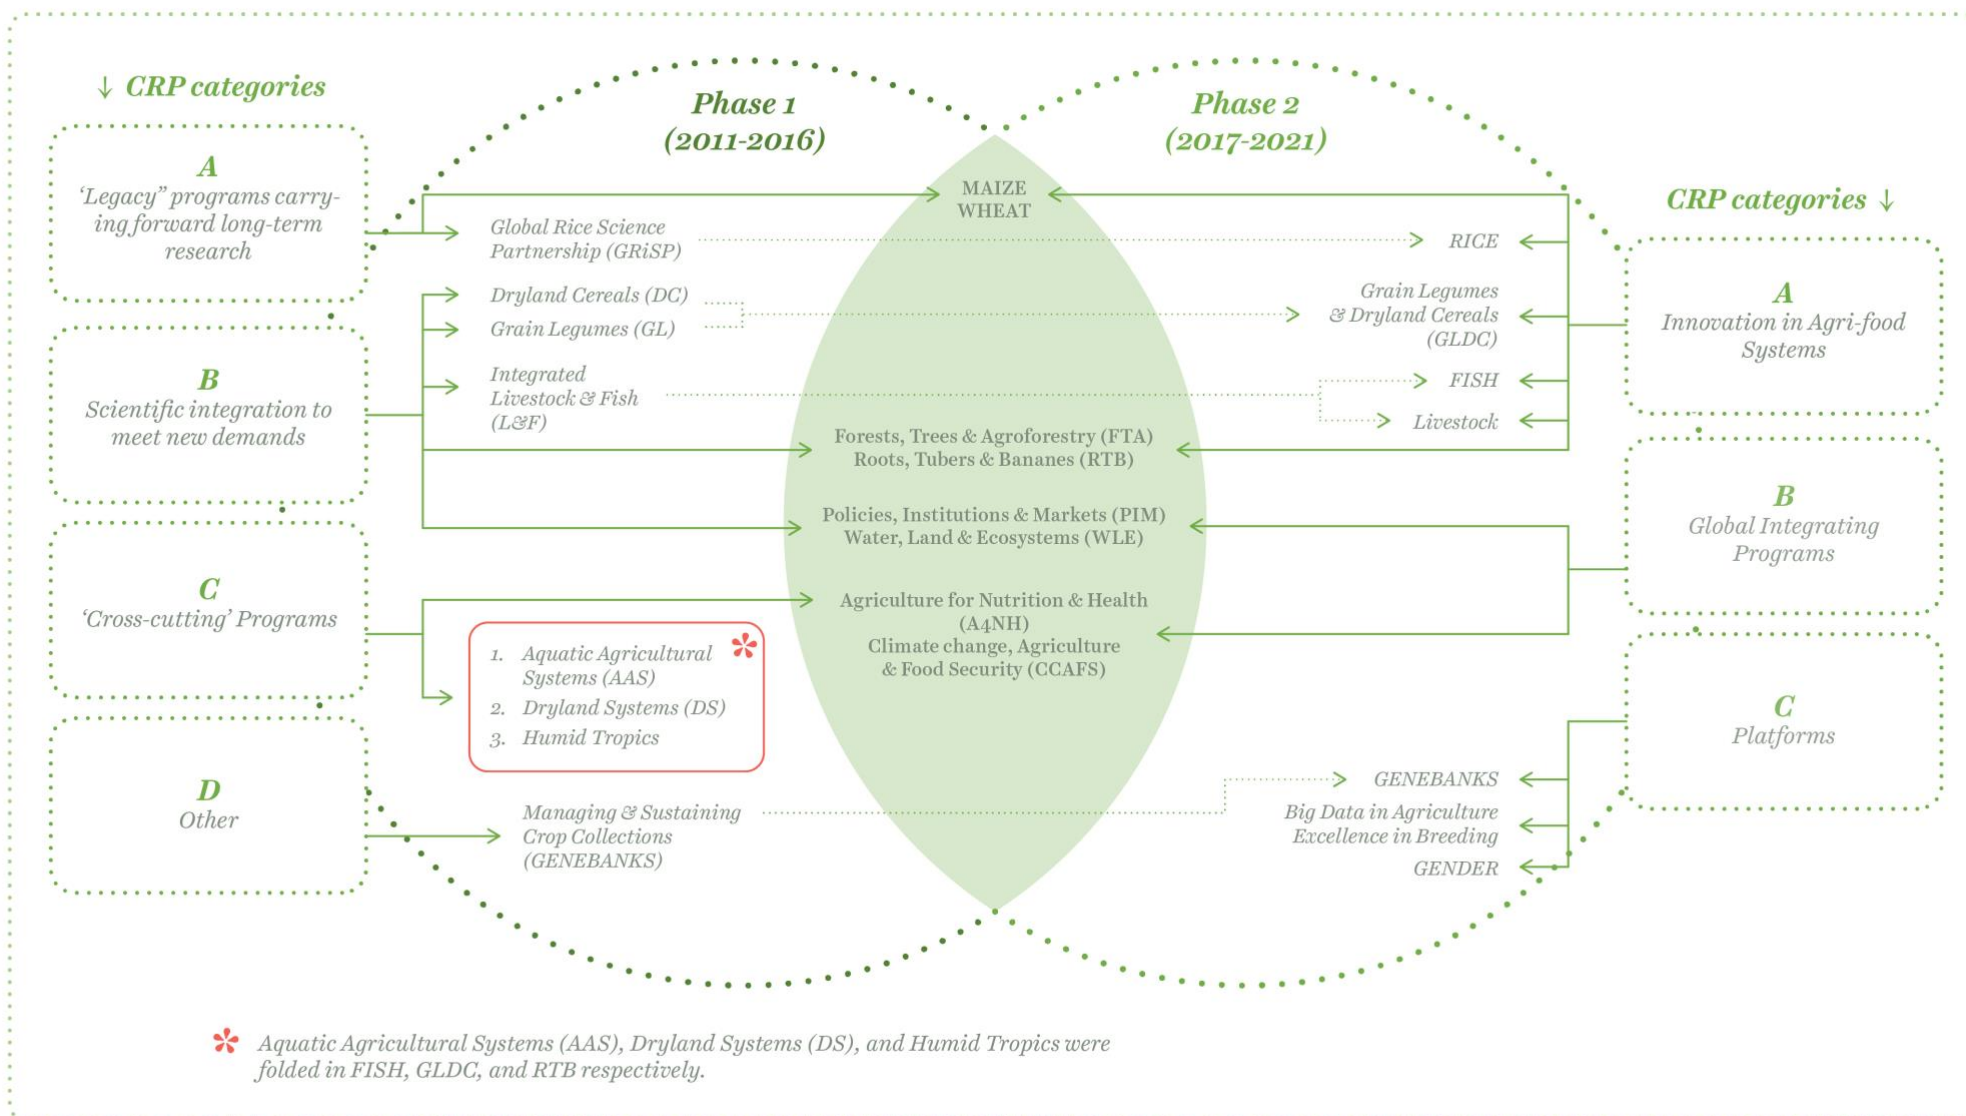 ↓ CRP categories
A
‘Legacy” programs carry-
ing forward long-term
research
B
Scientific integration to
meet new demands
C
‘Cross-cutting’ Programs
D
Other
Phase 1
(2011-2016)
Global Rice Science
Partnership (GRiSP)
Dryland Cereals (DC)
Grain Legumes (GL)
Integrated
Livestock & Fish
(L&F)
1. Aquatic Agricultural
Systems (AAS)
2. Dryland Systems (DS)
3. Humid Tropics
*
Managing & Sustaining
Crop Collections
(GENEBANKS)
MAIZE
WHEAT
Forests, Trees & Agroforestry (FTA)
Roots, Tubers & Bananes (RTB)
Policies, Institutions & Markets (PIM)
Water, Land & Ecosystems (WLE)
Agriculture for Nutrition & Health
(A4NH)
Climate change, Agriculture
& Food Security (CCAFS)
Phase 2
(2017-2021)
RICE
Grain Legumes
& Dryland Cereals
(GLDC)
FISH
Livestock
GENEBANKS
Big Data in Agriculture
Excellence in Breeding
GENDER
CRP categories ↓
A
Innovation in Agri-food
Systems
B
Global Integrating
Programs
C
Platforms
* Aquatic Agricultural Systems (AAS), Dryland Systems (DS), and Humid Tropics were
folded in FISH, GLDC, and RTB respectively.